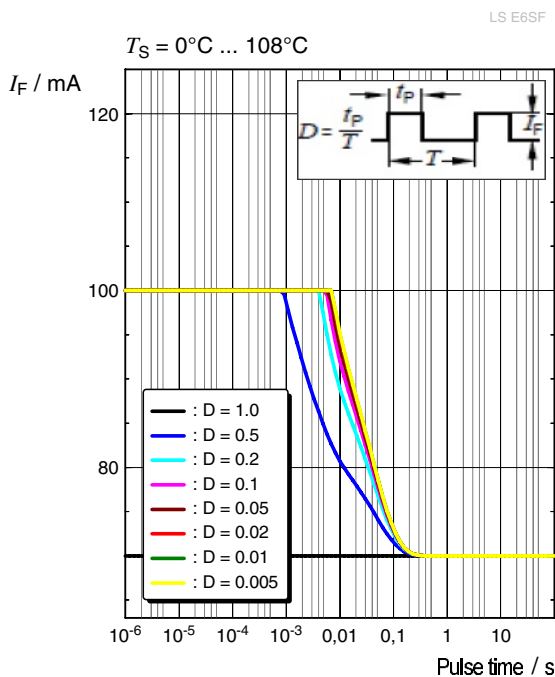 LS E6SF
T_S = 0°C ... 108°C
I_F / mA
120
100
80
D = t_P / T
t_P
T
I_F
: D = 1.0
: D = 0.5
: D = 0.2
: D = 0.1
: D = 0.05
: D = 0.02
: D = 0.01
: D = 0.005
10^-6 10^-5 10^-4 10^-3 0,01 0,1 1 10
Pulse time / s